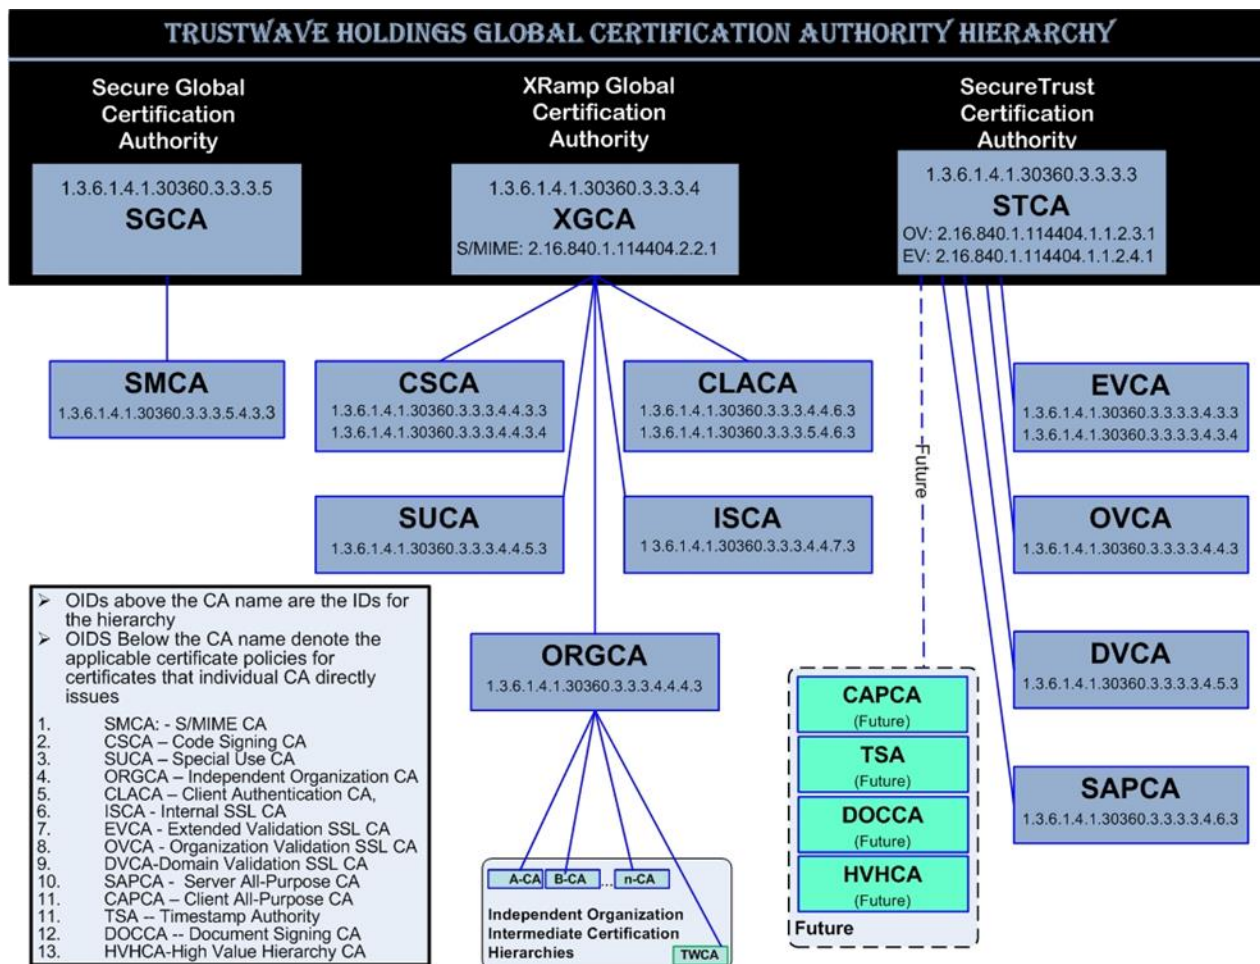 TRUSTWAVE HOLDINGS GLOBAL CERTIFICATION AUTHORITY HIERARCHY
Secure Global
Certification
Authority
1.3.6.1.4.1.30360.3.3.3.5
SGCA
XRamp Global
Certification
Authority
1.3.6.1.4.1.30360.3.3.3.4
XGCA
S/MIME: 2.16.840.1.114404.2.2.1
SecureTrust
Certification
Authority
1.3.6.1.4.1.30360.3.3.3.3
STCA
OV: 2.16.840.1.114404.1.1.2.3.1
EV: 2.16.840.1.114404.1.1.2.4.1
SMCA
1.3.6.1.4.1.30360.3.3.3.5.4.3.3
CSCA
1.3.6.1.4.1.30360.3.3.3.4.4.3.3
1.3.6.1.4.1.30360.3.3.3.4.4.3.4
CLACA
1.3.6.1.4.1.30360.3.3.3.4.4.6.3
1.3.6.1.4.1.30360.3.3.3.5.4.6.3
EVCA
1.3.6.1.4.1.30360.3.3.3.3.4.3.3
1.3.6.1.4.1.30360.3.3.3.3.4.3.4
Future
SUCA
1.3.6.1.4.1.30360.3.3.3.4.4.5.3
ISCA
1 3.6.1.4.1.30360.3.3.3.4.4.7.3
OVCA
1.3.6.1.4.1.30360.3.3.3.3.4.4.3
ORGCA
1.3.6.1.4.1.30360.3.3.3.4.4.4.3
DVCA
1.3.6.1.4.1.30360.3.3.3.3.4.5.3
SAPCA
1.3.6.1.4.1.30360.3.3.3.3.4.6.3
CAPCA
(Future)
TSA
(Future)
DOCCA
(Future)
HVHCA
(Future)
Future
➢ OIDs above the CA name are the IDs for
the hierarchy
➢ OIDS Below the CA name denote the
applicable certificate policies for
certificates that individual CA directly
issues
1. SMCA: - S/MIME CA
2. CSCA – Code Signing CA
3. SUCA – Special Use CA
4. ORGCA – Independent Organization CA
5. CLACA – Client Authentication CA,
6. ISCA - Internal SSL CA
7. EVCA - Extended Validation SSL CA
8. OVCA - Organization Validation SSL CA
9. DVCA-Domain Validation SSL CA
10. SAPCA - Server All-Purpose CA
11. CAPCA – Client All-Purpose CA
11. TSA -- Timestamp Authority
12. DOCCA -- Document Signing CA
13. HVHCA-High Value Hierarchy CA
A-CA B-CA ... n-CA
Independent Organization
Intermediate Certification
Hierarchies
TWCA